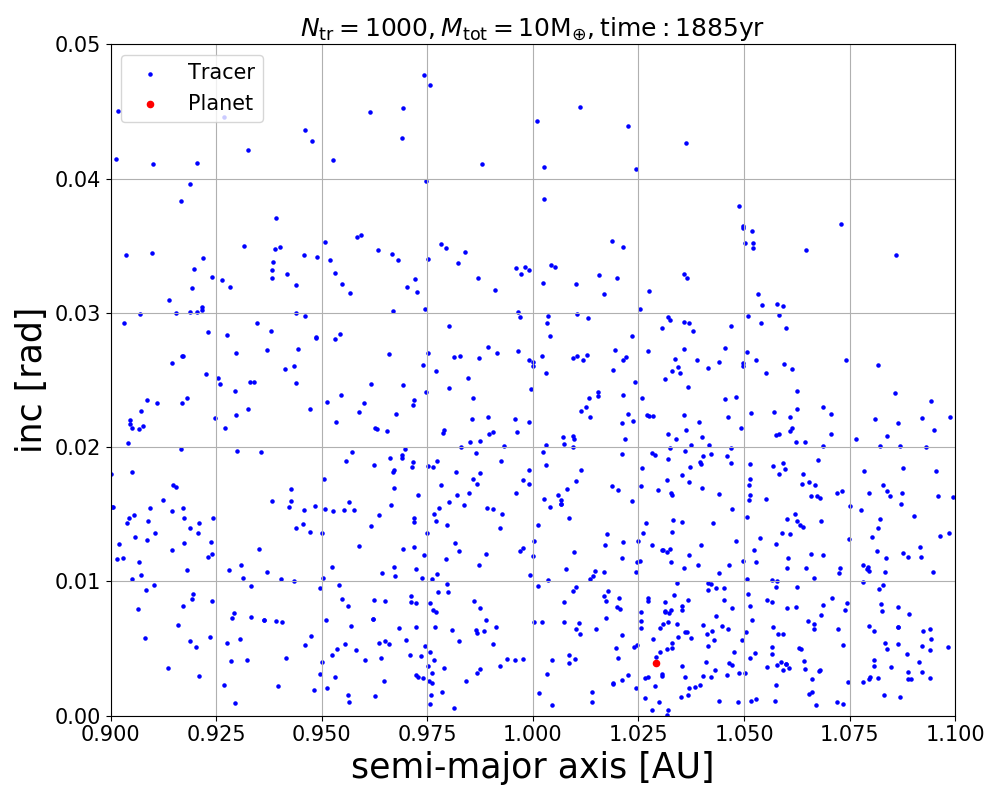 N_tr = 1000, M_tot = 10M_⊕, time : 1885yr
0.05
Tracer
Planet
0.04
0.03
0.02
0.01
0.00
inc [rad]
0.900 0.925 0.950 0.975 1.000 1.025 1.050 1.075 1.100
semi-major axis [AU]